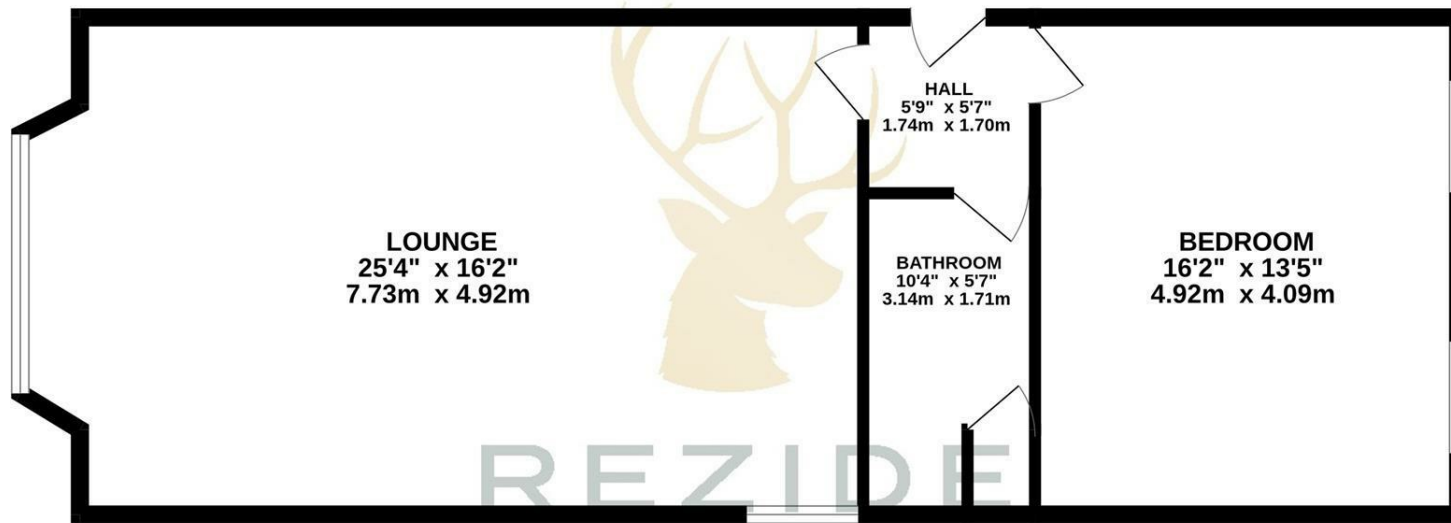 HALL
5'9" x 5'7"
1.74m x 1.70m
LOUNGE
25'4" x 16'2"
7.73m x 4.92m
BATHROOM
10'4" x 5'7"
3.14m x 1.71m
BEDROOM
16'2" x 13'5"
4.92m x 4.09m
REZIDE